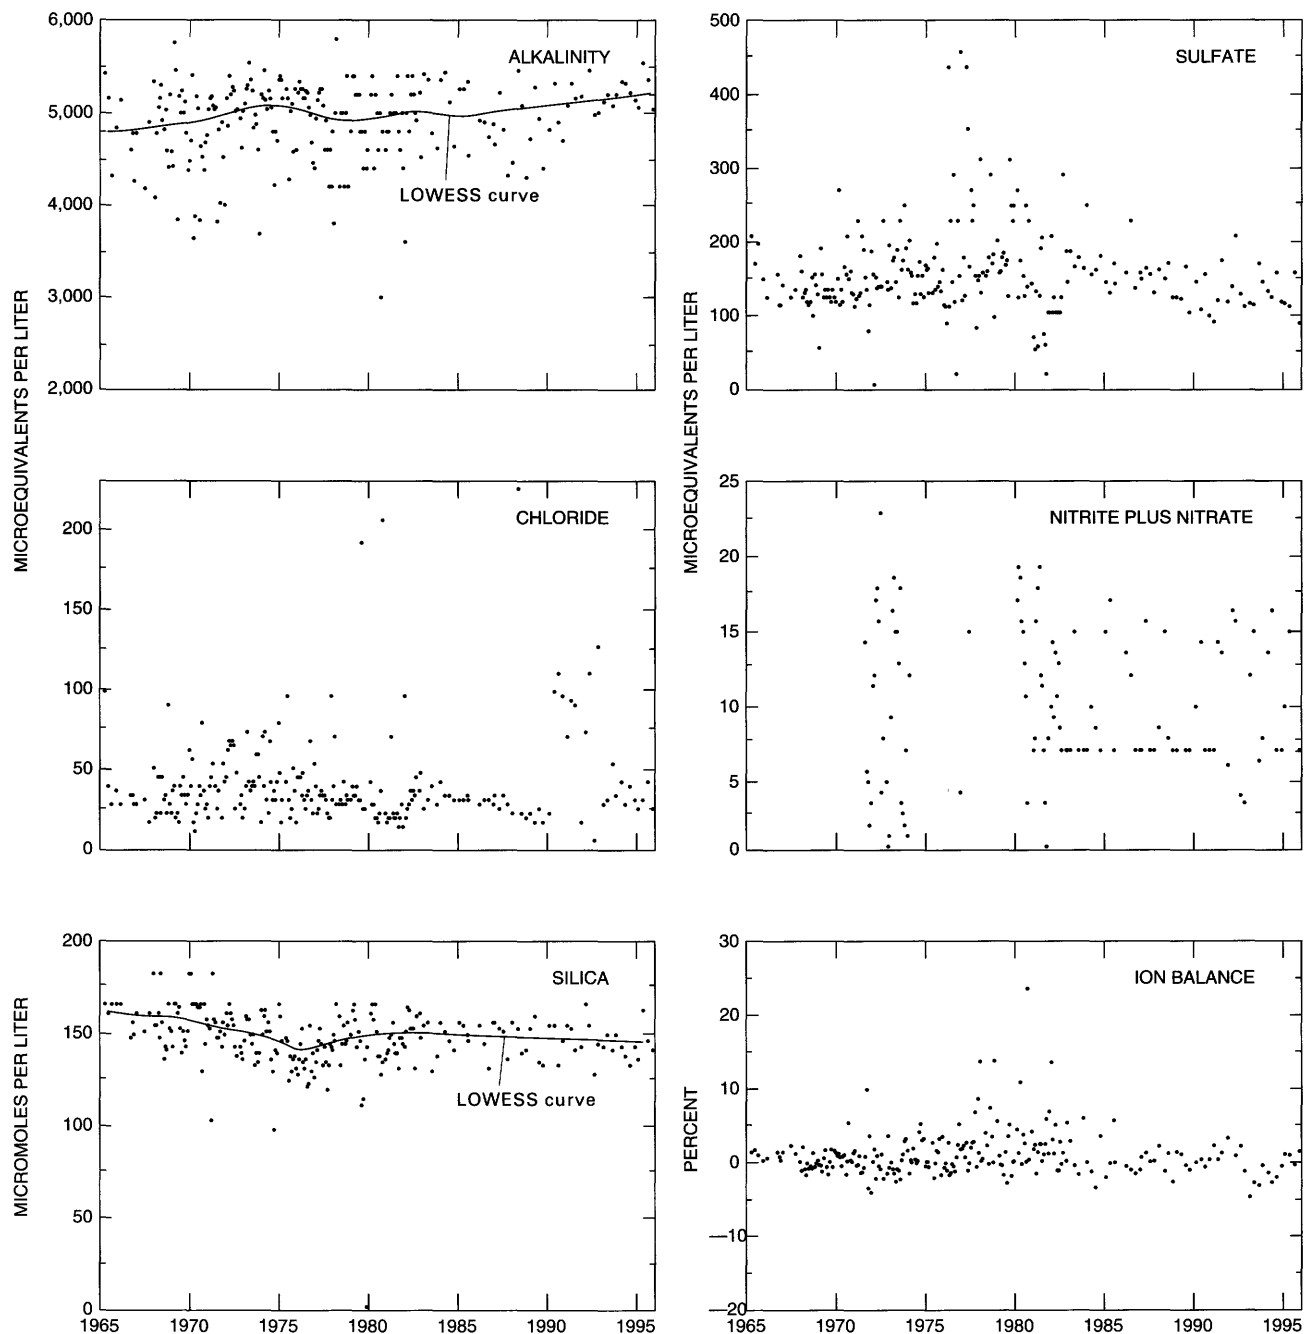 6,000
ALKALINITY
5,000
LOWESS curve
4,000
3,000
2,000
MICROEQUIVALENTS PER LITER
500
SULFATE
400
300
200
100
0
MICROEQUIVALENTS PER LITER
CHLORIDE
200
150
100
50
0
25
NITRITE PLUS NITRATE
20
15
10
5
0
200
SILICA
150
LOWESS curve
100
50
0
MICROMOLES PER LITER
1965 1970 1975 1980 1985 1990 1995
30
ION BALANCE
20
10
0
—10
—20
PERCENT
1965 1970 1975 1980 1985 1990 1995